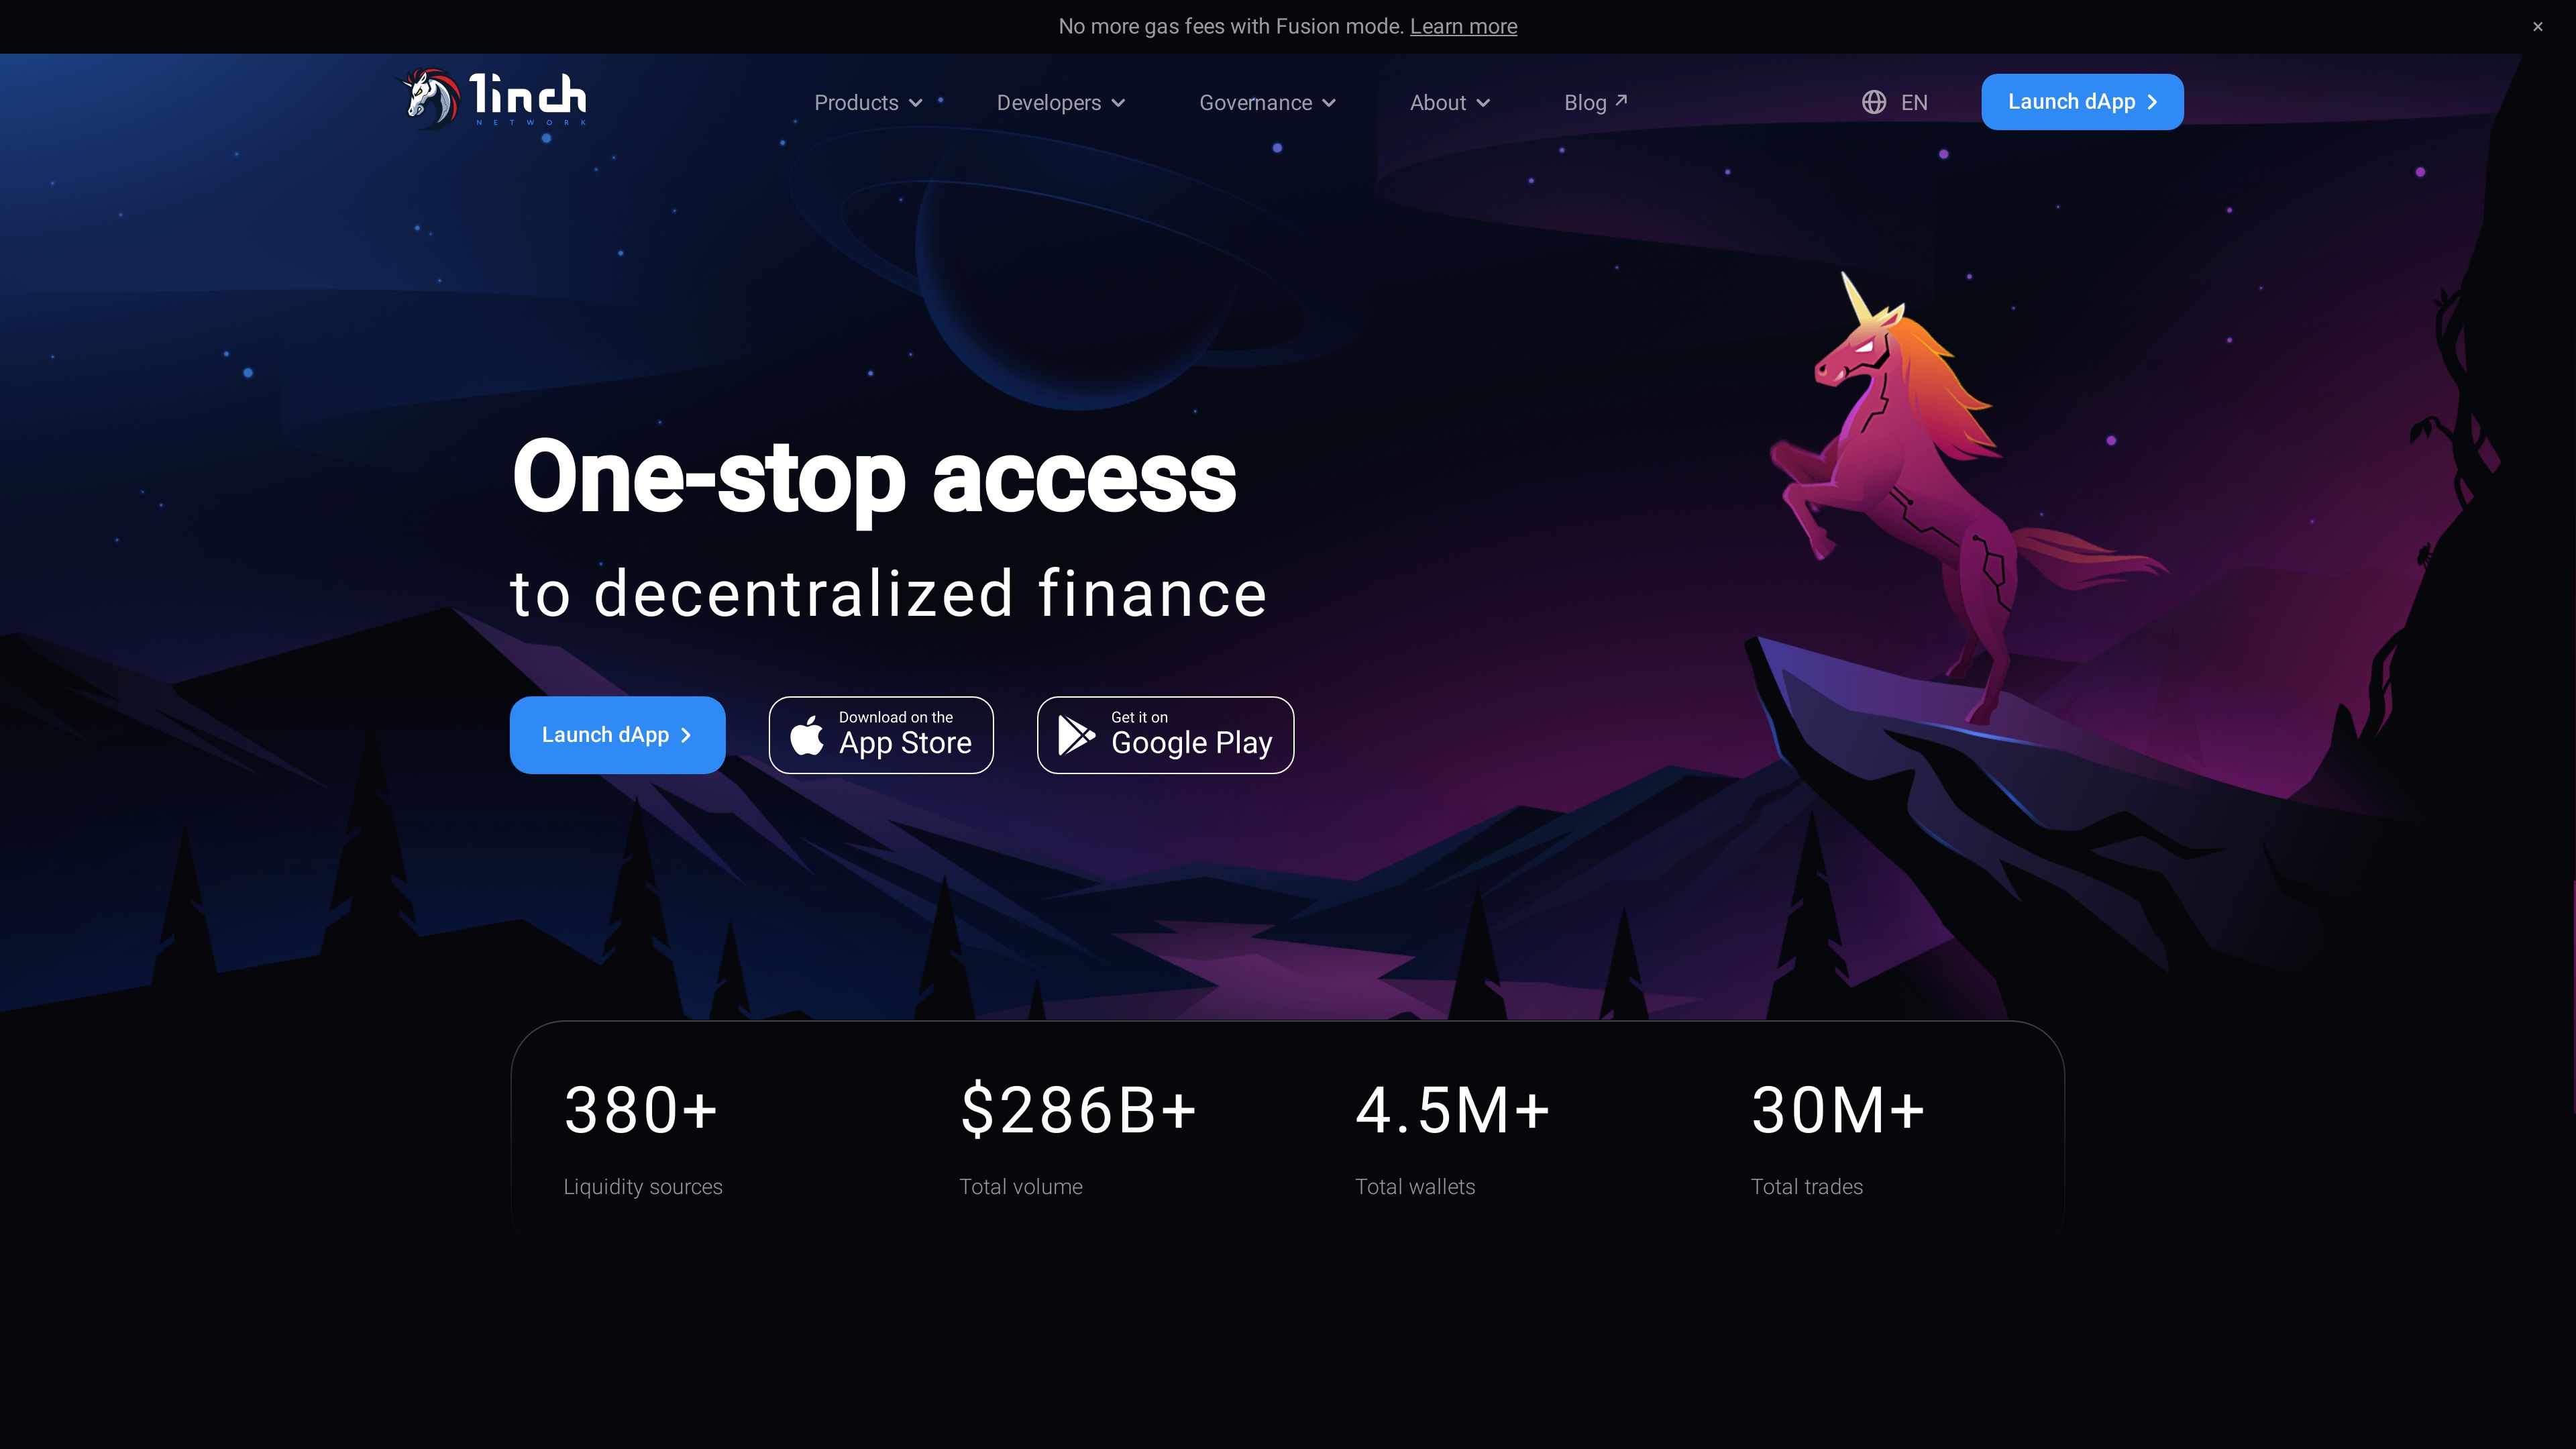 No more gas fees with Fusion mode. Learn more
1inch
NETWORK
Products
Developers
Governance
About
Blog
EN
Launch dApp
One-stop access
to decentralized finance
Launch dApp
Download on the
App Store
Get it on
Google Play
380+
Liquidity sources
$286B+
Total volume
4.5M+
Total wallets
30M+
Total trades